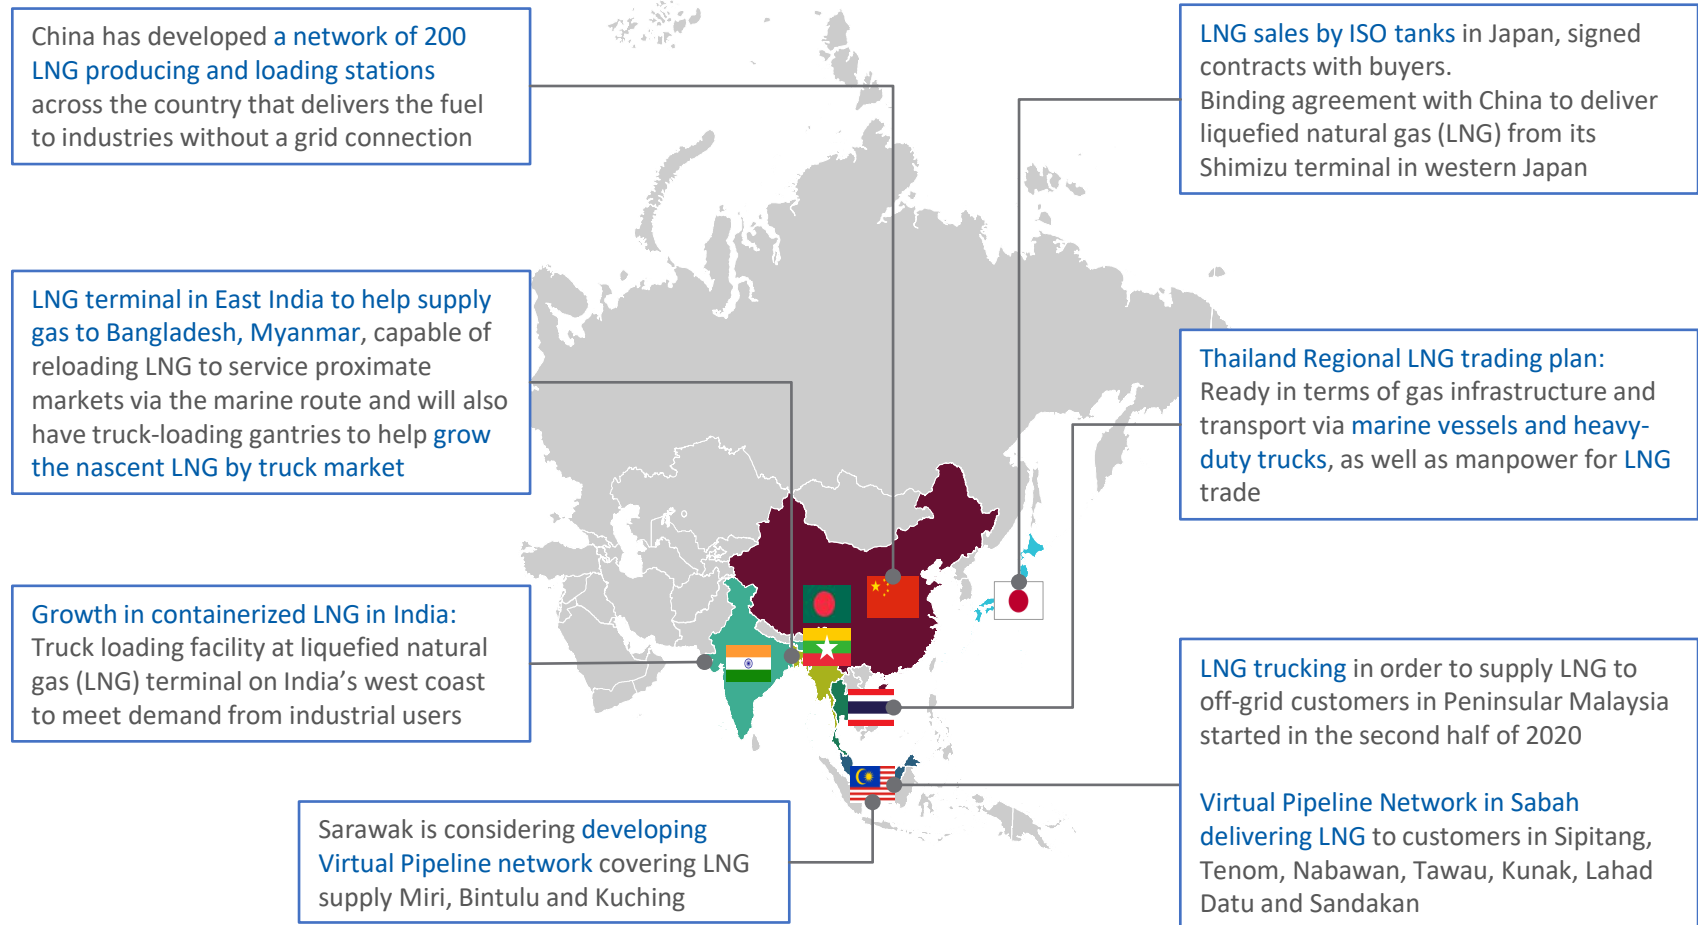 China has developed a network of 200
LNG producing and loading stations
across the country that delivers the fuel
to industries without a grid connection
LNG sales by ISO tanks in Japan, signed
contracts with buyers.
Binding agreement with China to deliver
liquefied natural gas (LNG) from its
Shimizu terminal in western Japan
LNG terminal in East India to help supply
gas to Bangladesh, Myanmar, capable of
reloading LNG to service proximate
markets via the marine route and will also
have truck-loading gantries to help grow
the nascent LNG by truck market
Thailand Regional LNG trading plan:
Ready in terms of gas infrastructure and
transport via marine vessels and heavy-
duty trucks, as well as manpower for LNG
trade
Growth in containerized LNG in India:
Truck loading facility at liquefied natural
gas (LNG) terminal on India's west coast
to meet demand from industrial users
LNG trucking in order to supply LNG to
off-grid customers in Peninsular Malaysia
started in the second half of 2020
Virtual Pipeline Network in Sabah
delivering LNG to customers in Sipitang,
Tenom, Nabawan, Tawau, Kunak, Lahad
Datu and Sandakan
Sarawak is considering developing
Virtual Pipeline network covering LNG
supply Miri, Bintulu and Kuching